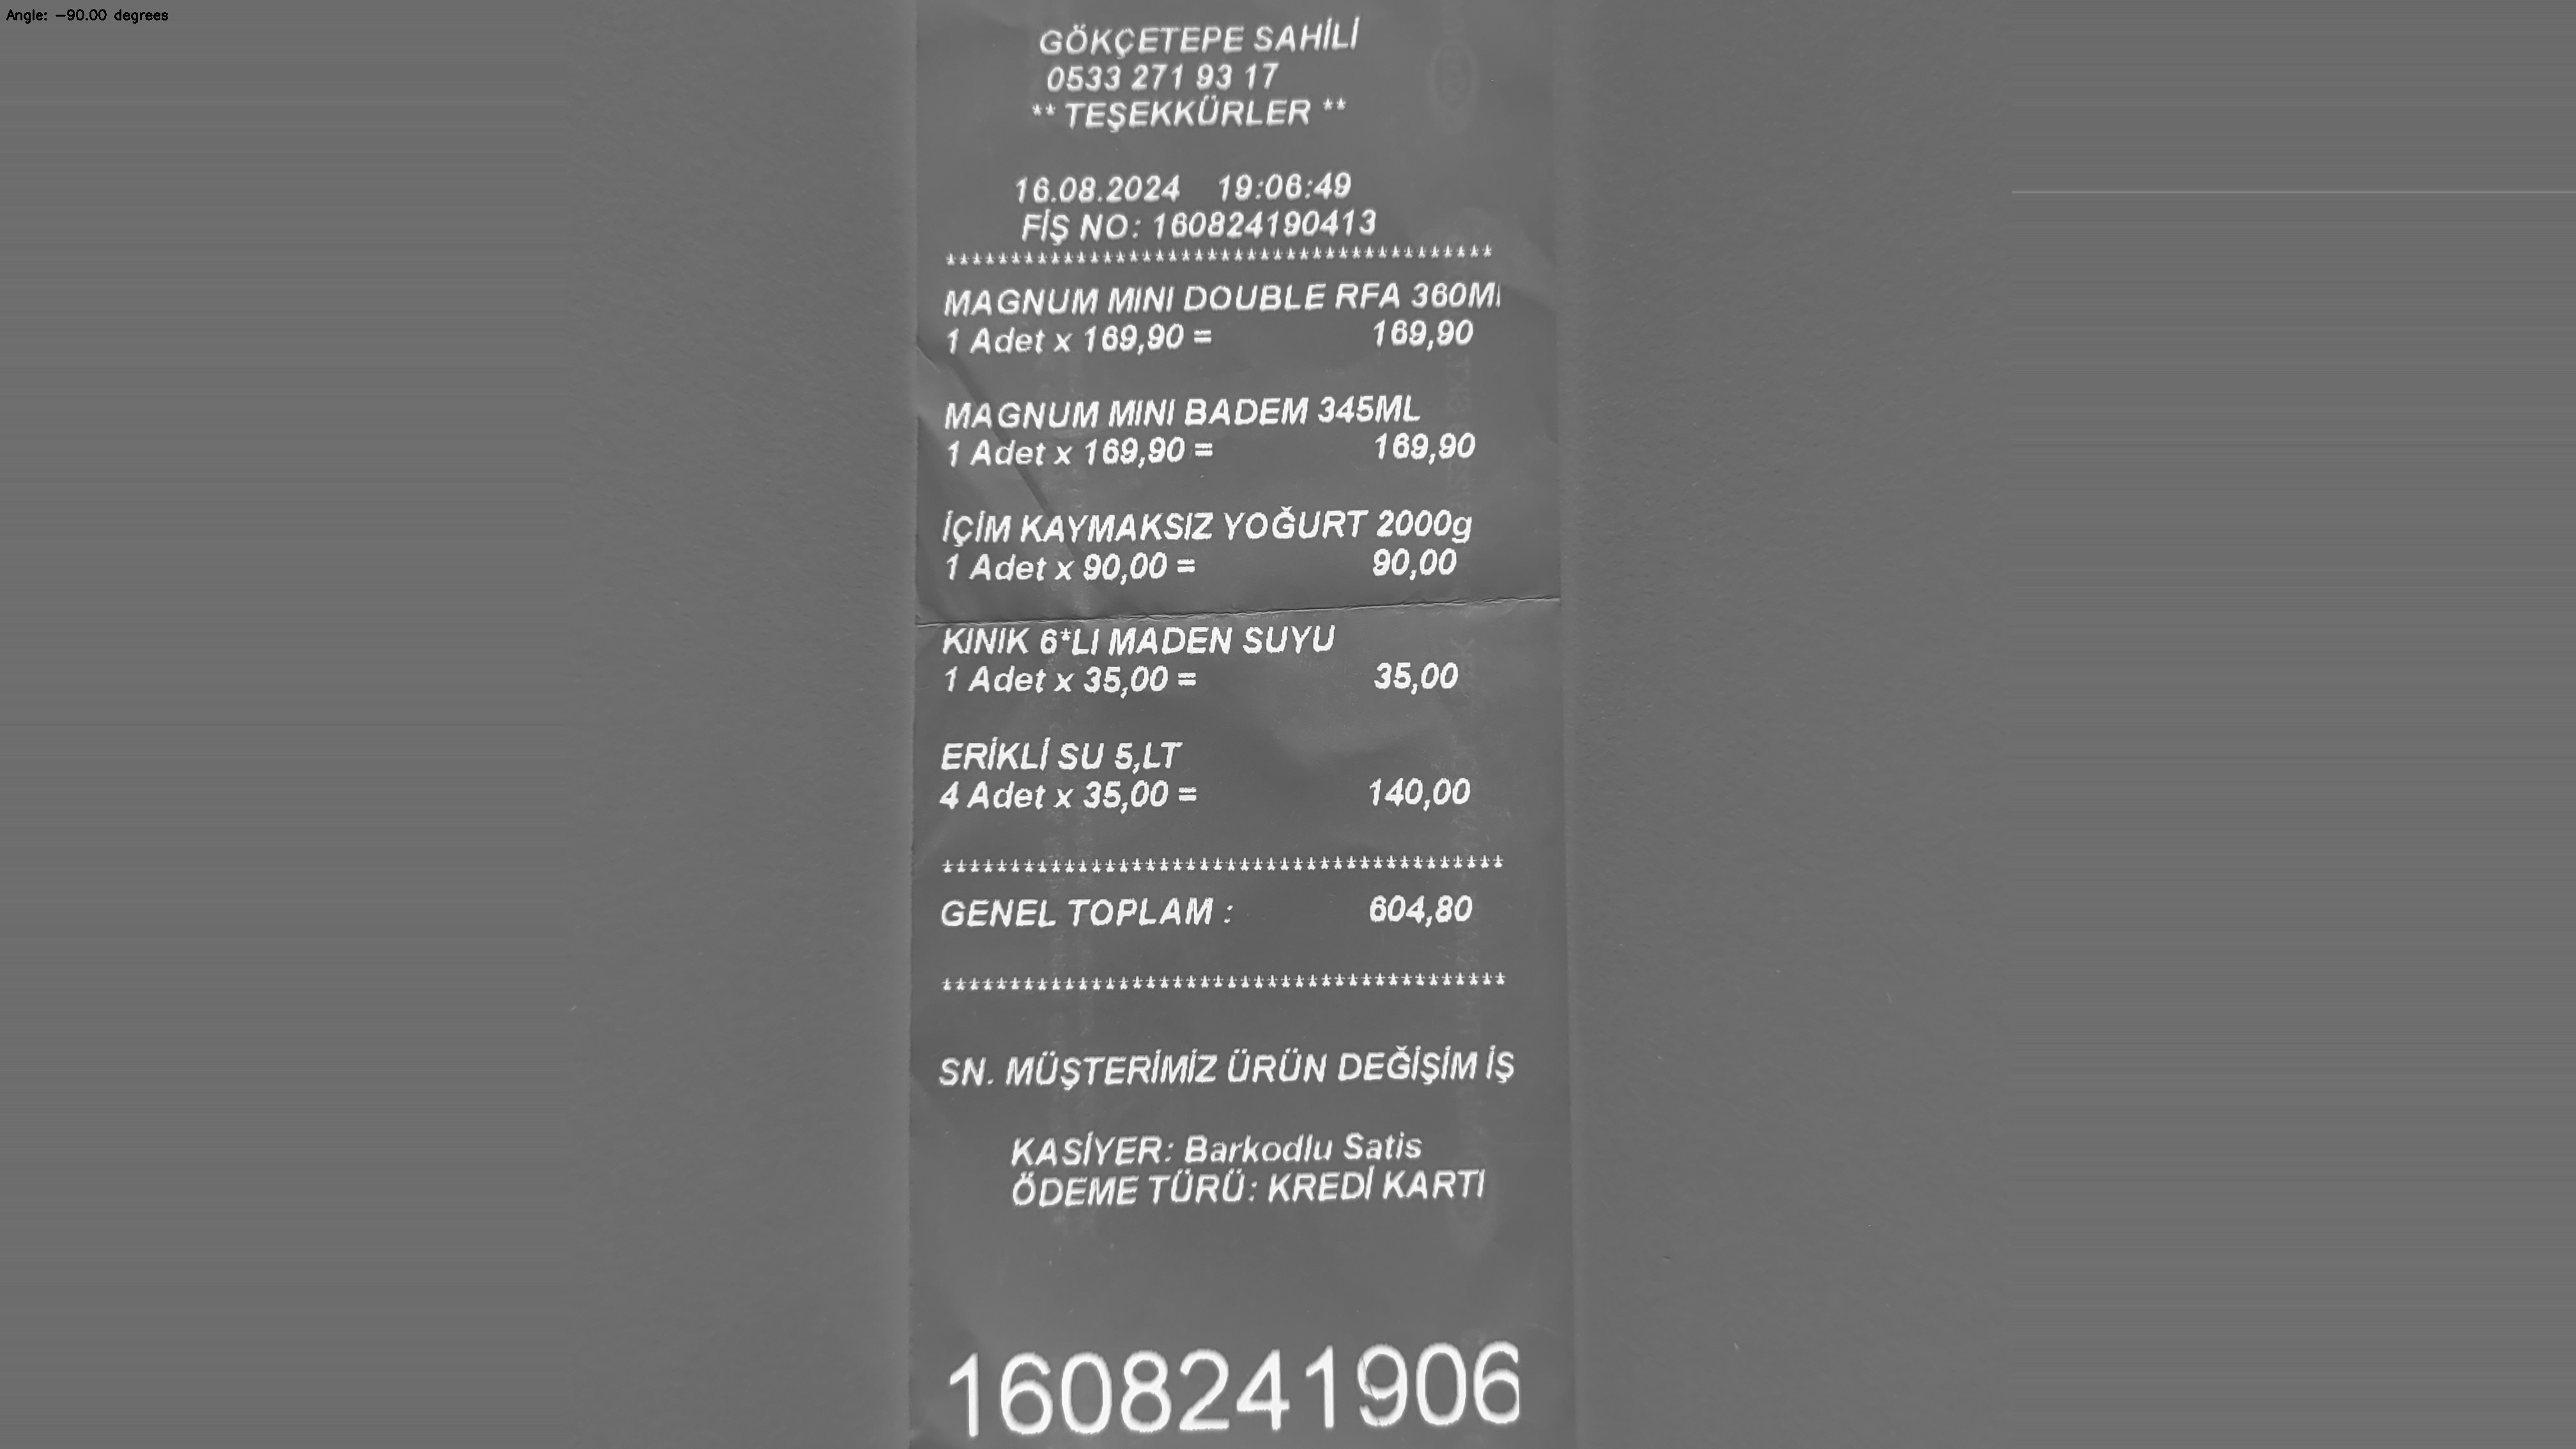 Angle: -90.00 degrees
GÖKÇETEPE SAHİLİ
0533 271 93 17
** TEŞEKKÜRLER **
16.08.2024 19:06:49
FİŞ NO: 160824190413
******************************************
MAGNUM MINI DOUBLE RFA 360M
1 Adet x 169,90 = 169,90
MAGNUM MINI BADEM 345ML
1 Adet x 169,90 = 169,90
İÇİM KAYMAKSIZ YOĞURT 2000g
1 Adet x 90,00 = 90,00
KINIK 6*LI MADEN SUYU
1 Adet x 35,00 = 35,00
ERİKLİ SU 5,LT
4 Adet x 35,00 = 140,00
******************************************
GENEL TOPLAM : 604,80
******************************************
SN. MÜŞTERİMİZ ÜRÜN DEĞİŞİM İŞ
KASİYER: Barkodlu Satis
ÖDEME TÜRÜ: KREDİ KARTI
1608241906